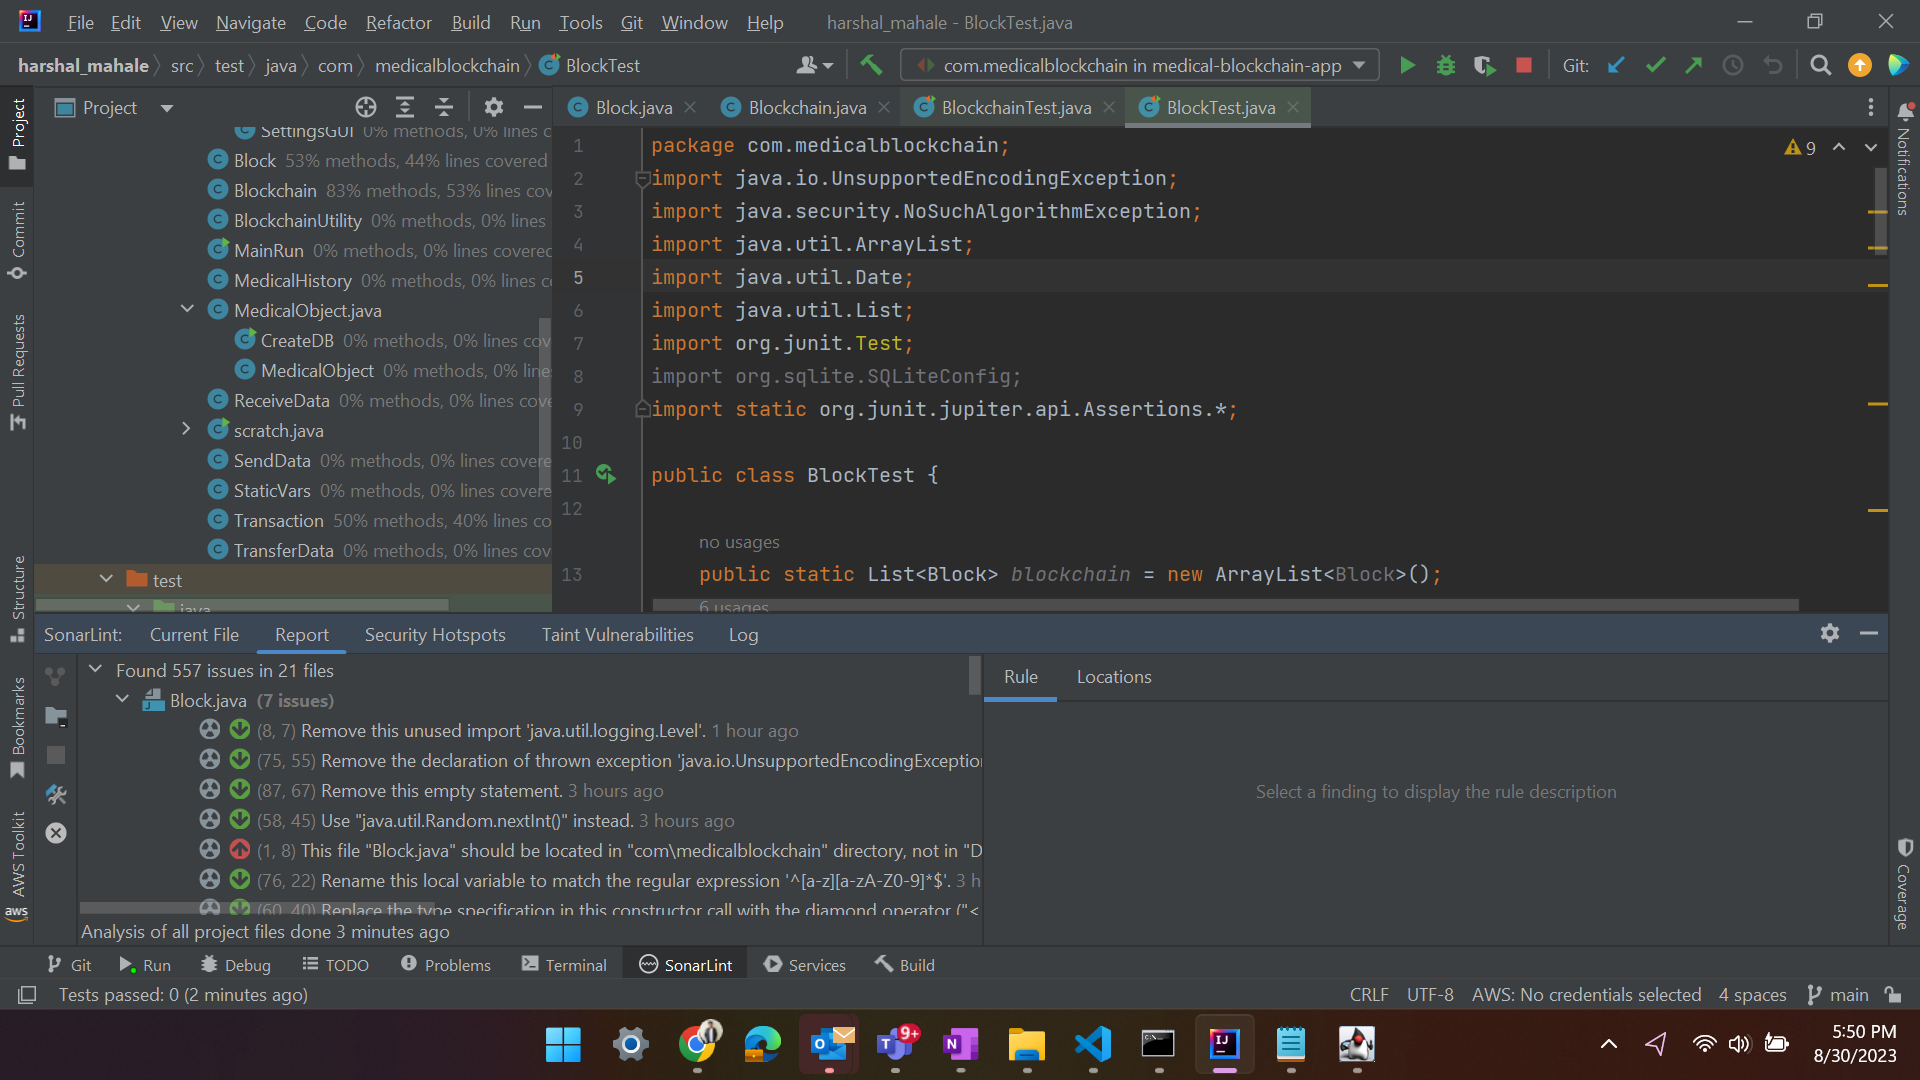 File Edit View Navigate Code Refactor Build Run Tools Git Window Help harshal_mahale - BlockTest.java
harshal_mahale src test java com medicalblockchain BlockTest com.medicalblockchain in medical-blockchain-app Git:
Project
Block.java Blockchain.java BlockchainTest.java BlockTest.java
SettingsGUI 0% methods, 0% lines c
Block 53% methods, 44% lines covered
Blockchain 83% methods, 53% lines cov
BlockchainUtility 0% methods, 0% lines
MainRun 0% methods, 0% lines covered
MedicalHistory 0% methods, 0% lines c
MedicalObject.java
CreateDB 0% methods, 0% lines cov
MedicalObject 0% methods, 0% line
ReceiveData 0% methods, 0% lines cove
scratch.java
SendData 0% methods, 0% lines covere
StaticVars 0% methods, 0% lines covere
Transaction 50% methods, 40% lines co
TransferData 0% methods, 0% lines cov
test
java
1 package com.medicalblockchain;
2 import java.io.UnsupportedEncodingException;
3 import java.security.NoSuchAlgorithmException;
4 import java.util.ArrayList;
5 import java.util.Date;
6 import java.util.List;
7 import org.junit.Test;
8 import org.sqlite.SQLiteConfig;
9 import static org.junit.jupiter.api.Assertions.*;
10
11 public class BlockTest {
12
no usages
13 public static List<Block> blockchain = new ArrayList<Block>();
6 usages
9
Project
Commit
Pull Requests
Structure
Bookmarks
AWS Toolkit
aws
Notifications
Coverage
SonarLint: Current File Report Security Hotspots Taint Vulnerabilities Log
Found 557 issues in 21 files
Block.java (7 issues)
(8, 7) Remove this unused import 'java.util.logging.Level'. 1 hour ago
(75, 55) Remove the declaration of thrown exception 'java.io.UnsupportedEncodingExceptio
(87, 67) Remove this empty statement. 3 hours ago
(58, 45) Use "java.util.Random.nextInt()" instead. 3 hours ago
(1, 8) This file "Block.java" should be located in "com\medicalblockchain" directory, not in "D
(76, 22) Rename this local variable to match the regular expression '^[a-z][a-zA-Z0-9]*$'. 3 h
(60, 40) Replace the type specification in this constructor call with the diamond operator ("<
Analysis of all project files done 3 minutes ago
Rule Locations
Select a finding to display the rule description
Git Run Debug TODO Problems Terminal SonarLint Services Build
Tests passed: 0 (2 minutes ago) CRLF UTF-8 AWS: No credentials selected 4 spaces main
9+
5:50 PM
8/30/2023